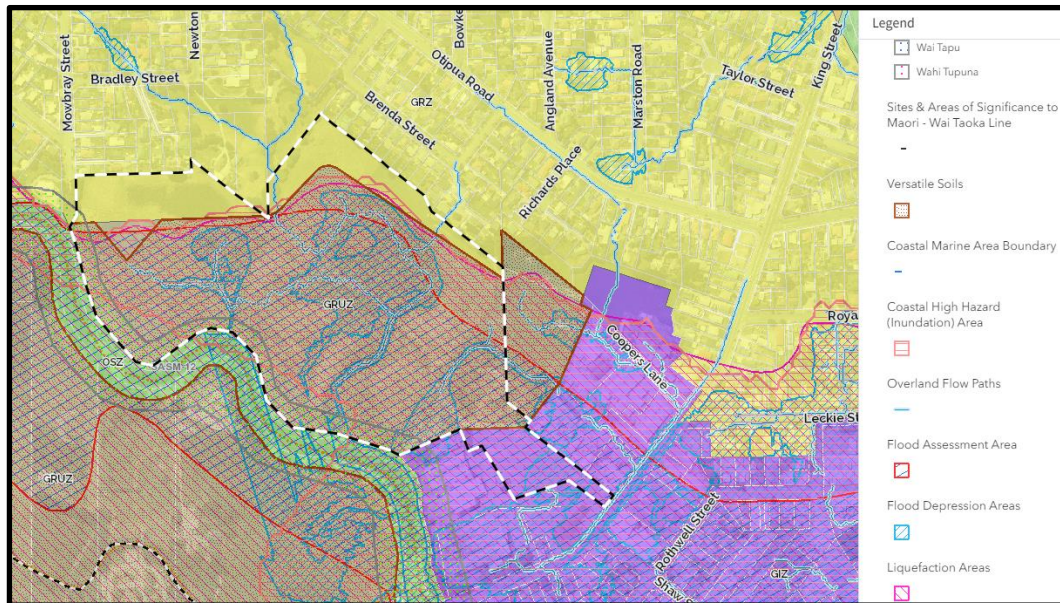 Mowbray Street
Bradley Street
Newton
Bowke
Otipua Road
Brenda Street
GRZ
Angland Avenue
Marston Road
Taylor Street
King Street
Richards Place
GRUZ
OSZ
SASM-12
GRUZ
Coopers Lane
Roya
Leckie St
Rothwell Street
Shaw S
GIZ
Legend
Wai Tapu
Wahi Tupuna
Sites & Areas of Significance to
Maori - Wai Taoka Line
Versatile Soils
Coastal Marine Area Boundary
Coastal High Hazard
(Inundation) Area
Overland Flow Paths
Flood Assessment Area
Flood Depression Areas
Liquefaction Areas